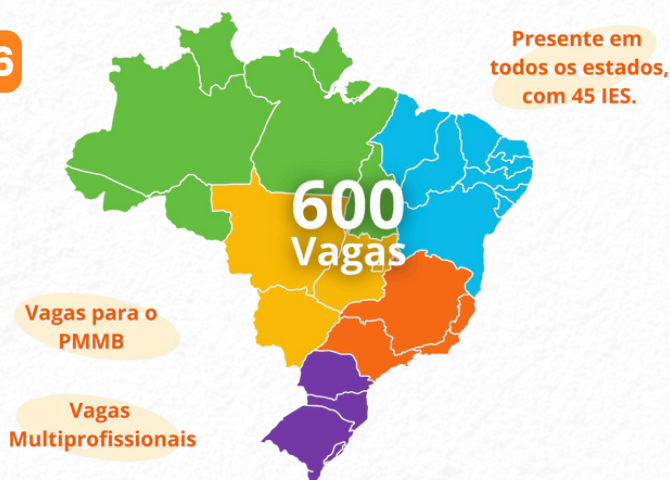 6
Presente em
todos os estados,
com 45 IES.
600
Vagas
Vagas para o
PMMB
Vagas
Multiprofissionais